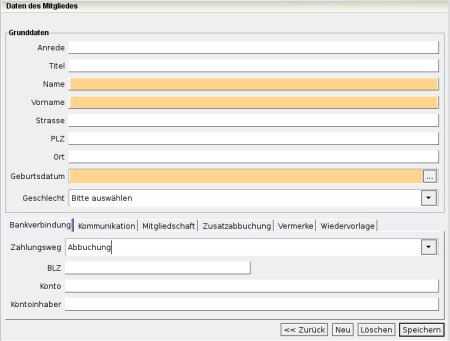 Daten des Mitgliedes
Grunddaten
Anrede
Titel
Name
Vorname
Strasse
PLZ
Ort
Geburtsdatum ...
Geschlecht Bitte auswählen
Bankverbindung Kommunikation Mitgliedschaft Zusatzabbuchung Vermerke Wiedervorlage
Zahlungsweg Abbuchung
BLZ
Konto
Kontoinhaber
<< Zurück Neu Löschen Speichern